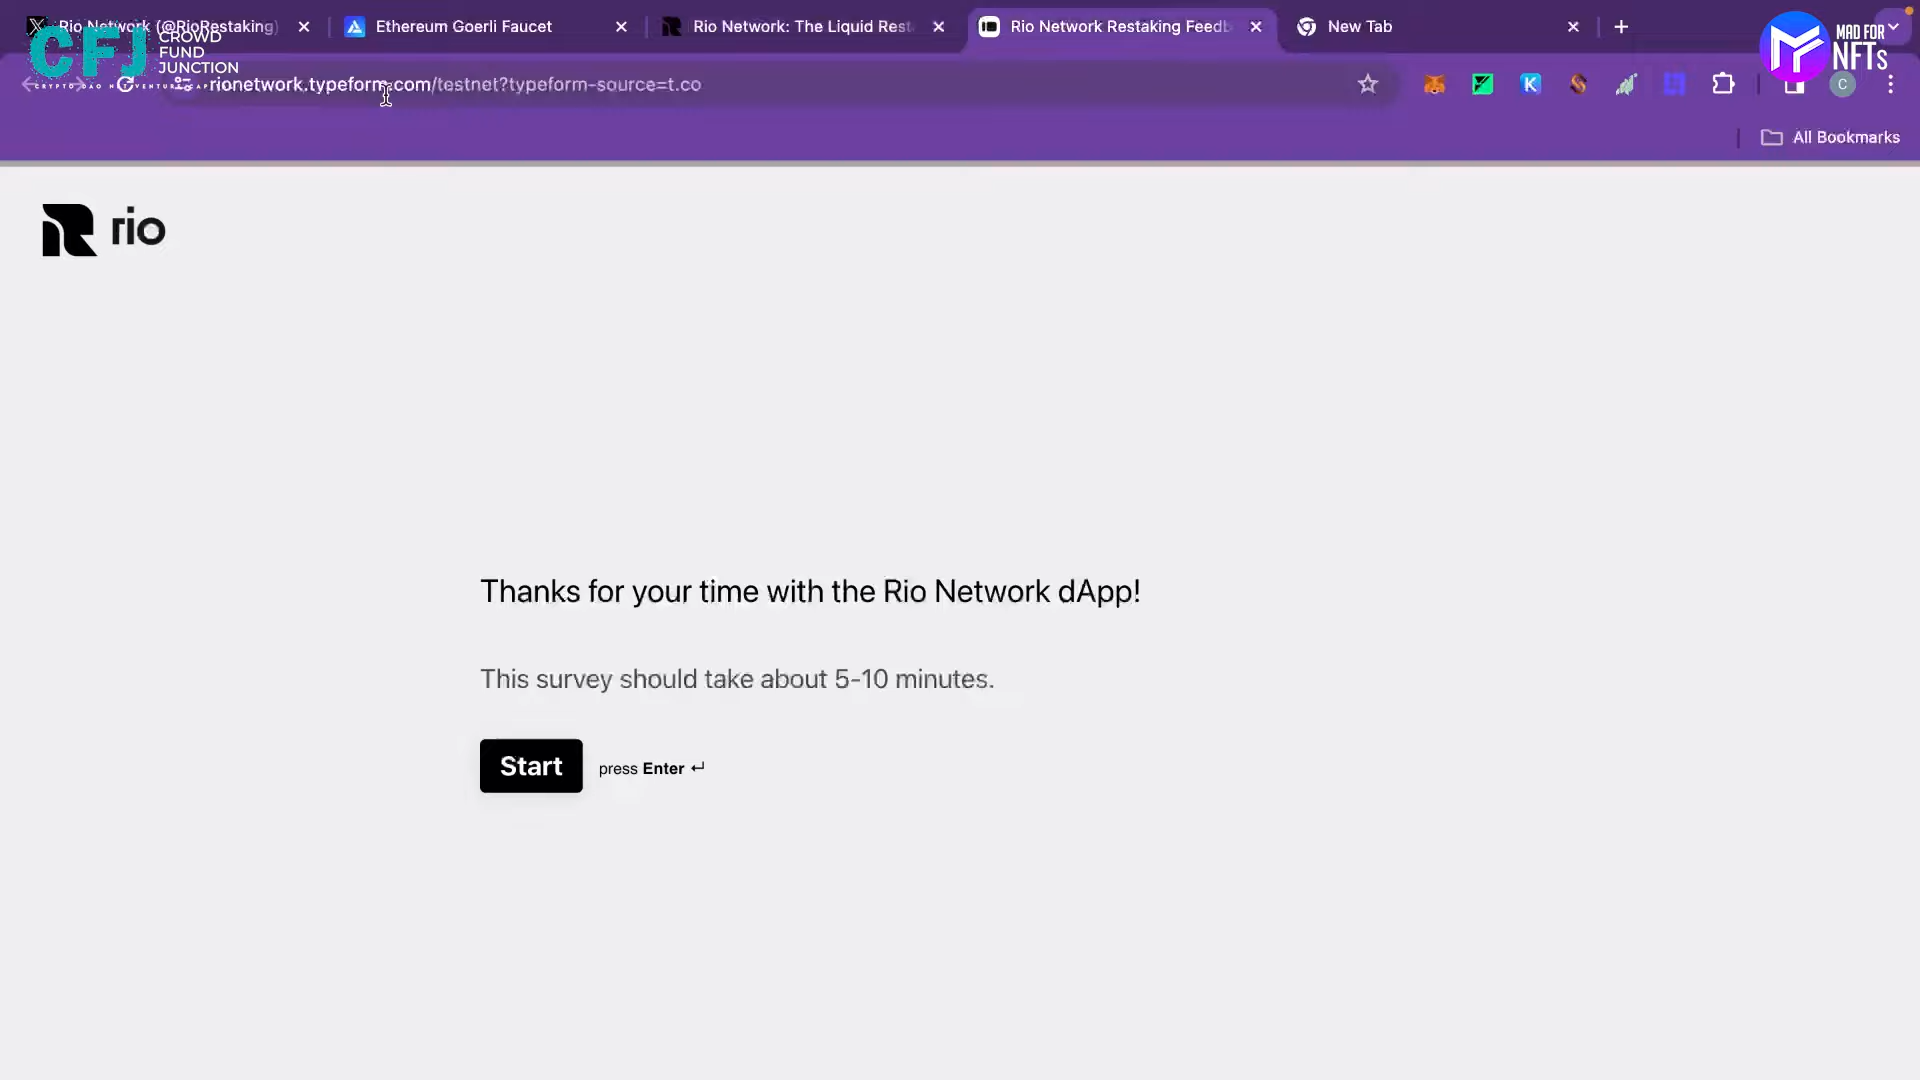 Rio Network (@RioRestaking)
Ethereum Goerli Faucet
Rio Network: The Liquid Rest
Rio Network Restaking Feedb
New Tab
CFJ
CROWD
FUND
JUNCTION
MAD FOR
NFTs
rionetwork.typeform.com/testnet?typeform-source=t.co
K
C
All Bookmarks
rio
Thanks for your time with the Rio Network dApp!
This survey should take about 5-10 minutes.
Start
press Enter ↵